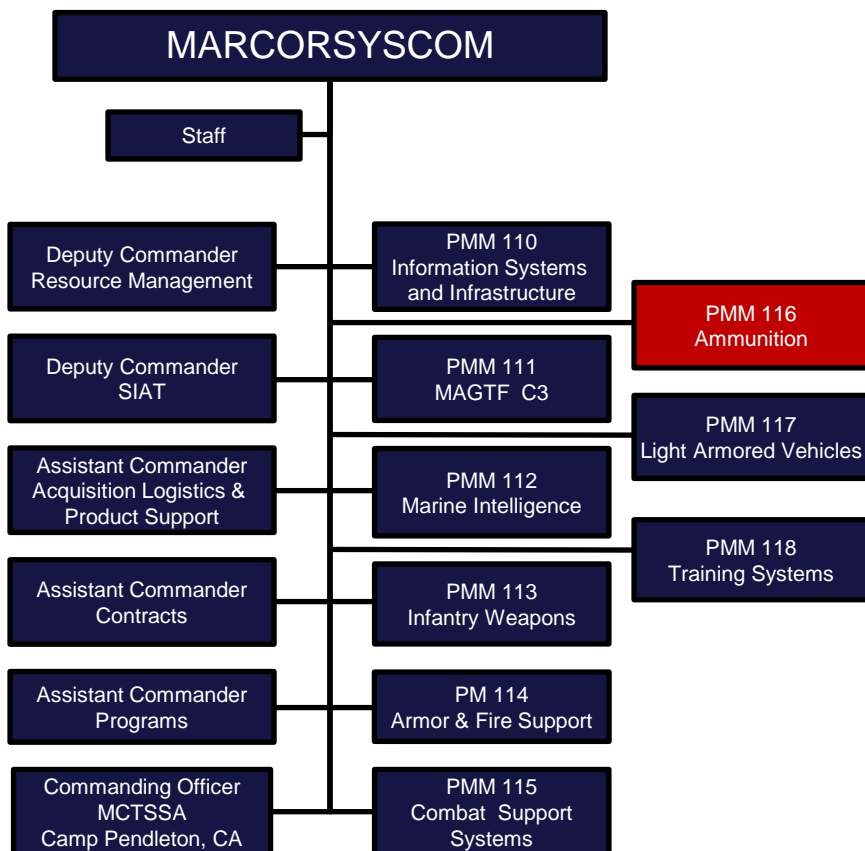 MARCORSYSCOM
Staff
Deputy Commander
Resource Management
Deputy Commander
SIAT
Assistant Commander
Acquisition Logistics &
Product Support
Assistant Commander
Contracts
Assistant Commander
Programs
Commanding Officer
MCTSSA
Camp Pendleton, CA
PMM 110
Information Systems
and Infrastructure
PMM 111
MAGTF C3
PMM 112
Marine Intelligence
PMM 113
Infantry Weapons
PM 114
Armor & Fire Support
PMM 115
Combat Support
Systems
PMM 116
Ammunition
PMM 117
Light Armored Vehicles
PMM 118
Training Systems